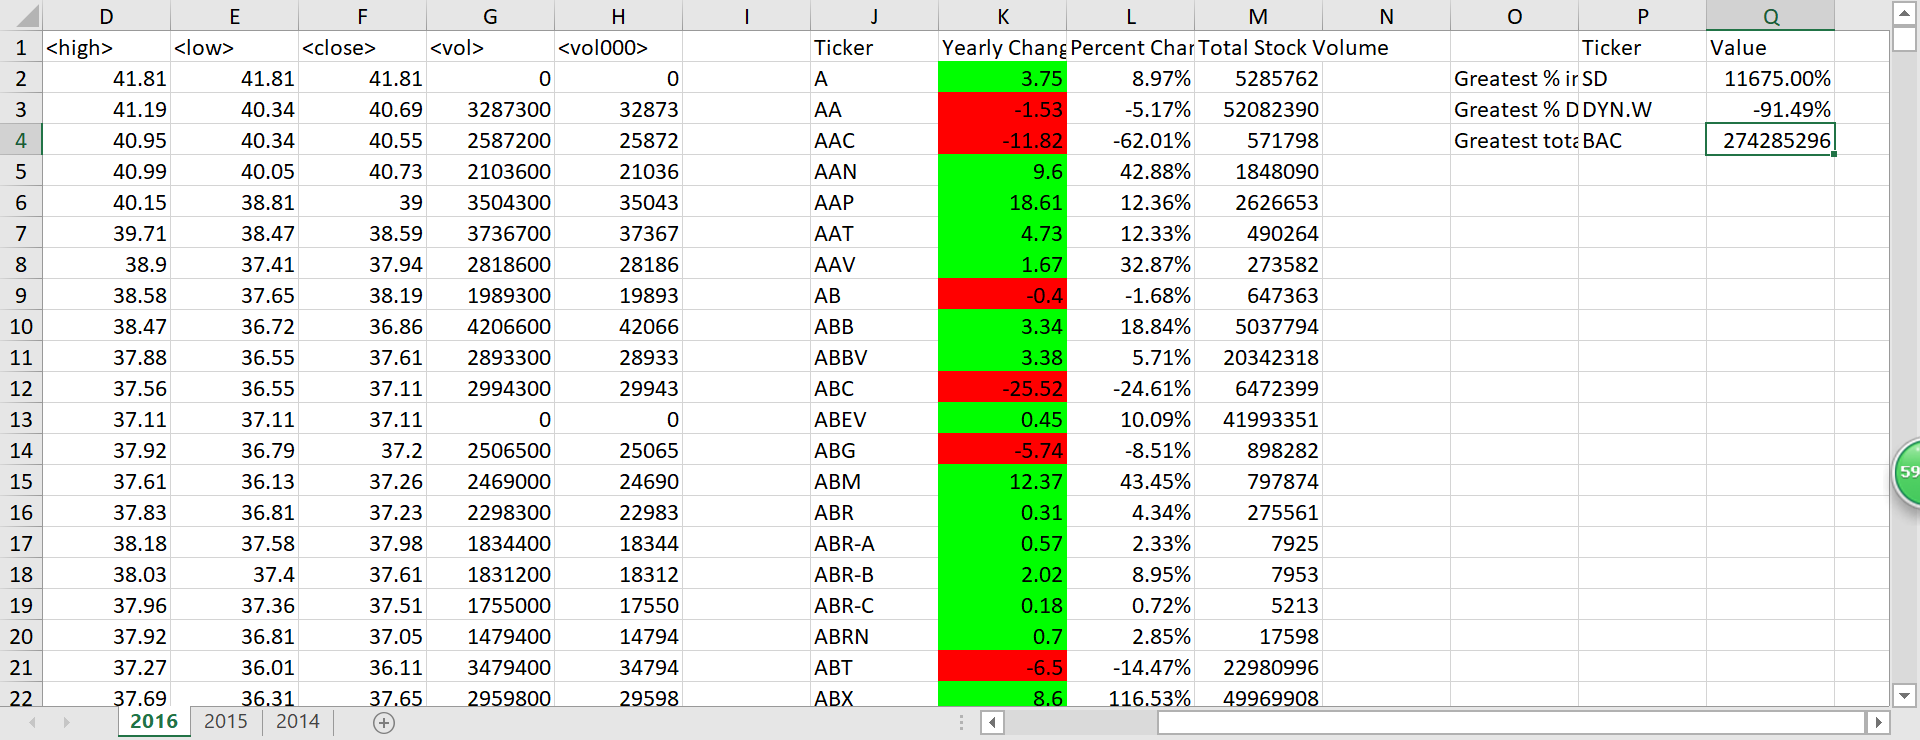 D E F G H I J K L M N O P Q
1 <high> <low> <close> <vol> <vol000> Ticker Yearly Chang Percent Char Total Stock Volume Ticker Value
2 41.81 41.81 41.81 0 0 A 3.75 8.97% 5285762 Greatest % in SD 11675.00%
3 41.19 40.34 40.69 3287300 32873 AA -1.53 -5.17% 52082390 Greatest % D DYN.W -91.49%
4 40.95 40.34 40.55 2587200 25872 AAC -11.82 -62.01% 571798 Greatest tota BAC 274285296
5 40.99 40.05 40.73 2103600 21036 AAN 9.6 42.88% 1848090
6 40.15 38.81 39 3504300 35043 AAP 18.61 12.36% 2626653
7 39.71 38.47 38.59 3736700 37367 AAT 4.73 12.33% 490264
8 38.9 37.41 37.94 2818600 28186 AAV 1.67 32.87% 273582
9 38.58 37.65 38.19 1989300 19893 AB -0.4 -1.68% 647363
10 38.47 36.72 36.86 4206600 42066 ABB 3.34 18.84% 5037794
11 37.88 36.55 37.61 2893300 28933 ABBV 3.38 5.71% 20342318
12 37.56 36.55 37.11 2994300 29943 ABC -25.52 -24.61% 6472399
13 37.11 37.11 37.11 0 0 ABEV 0.45 10.09% 41993351
14 37.92 36.79 37.2 2506500 25065 ABG -5.74 -8.51% 898282
15 37.61 36.13 37.26 2469000 24690 ABM 12.37 43.45% 797874
16 37.83 36.81 37.23 2298300 22983 ABR 0.31 4.34% 275561
17 38.18 37.58 37.98 1834400 18344 ABR-A 0.57 2.33% 7925
18 38.03 37.4 37.61 1831200 18312 ABR-B 2.02 8.95% 7953
19 37.96 37.36 37.51 1755000 17550 ABR-C 0.18 0.72% 5213
20 37.92 36.81 37.05 1479400 14794 ABRN 0.7 2.85% 17598
21 37.27 36.01 36.11 3479400 34794 ABT -6.5 -14.47% 22980996
22 37.69 36.31 37.65 2959800 29598 ABX 8.6 116.53% 49969908
2016 2015 2014
59